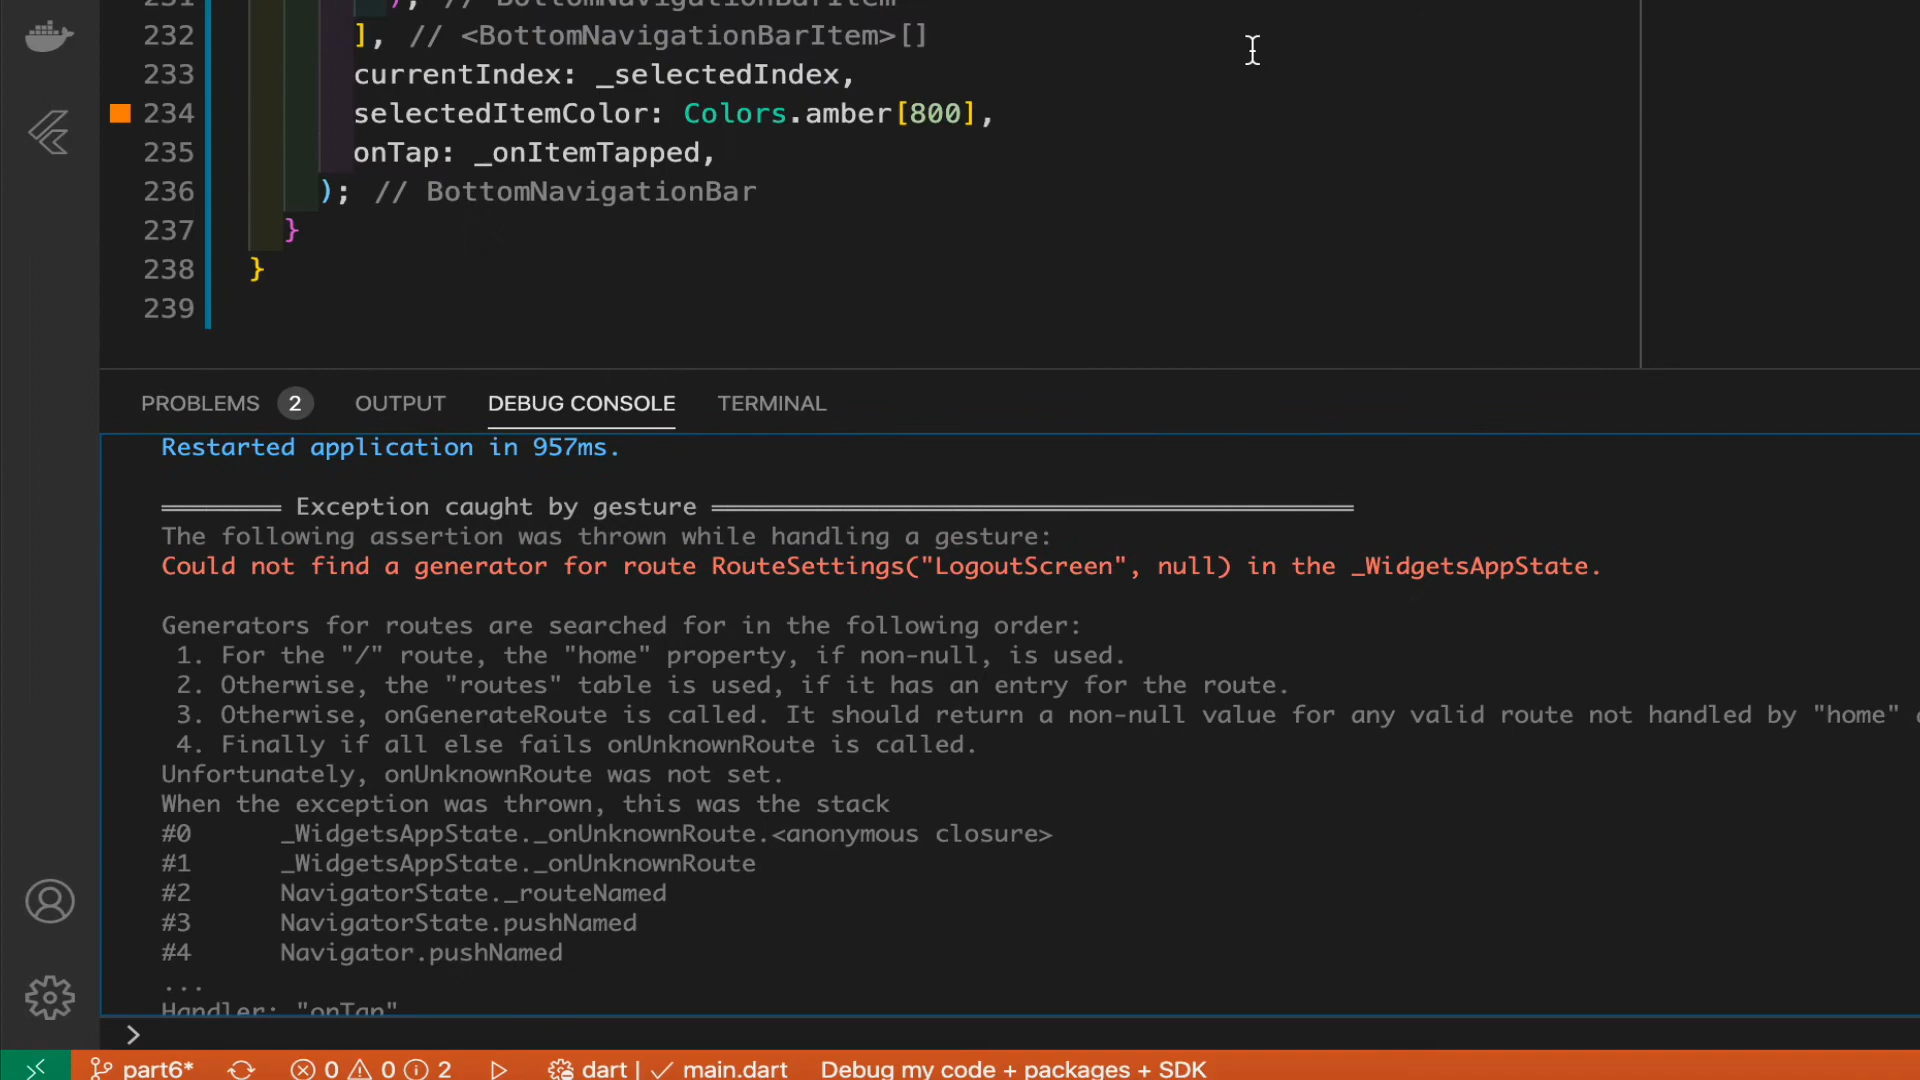 231 ); // BottomNavigationBarItem
232 ], // <BottomNavigationBarItem>[]
233 currentIndex: _selectedIndex,
234 selectedItemColor: Colors.amber[800],
235 onTap: _onItemTapped,
236 ); // BottomNavigationBar
237 }
238 }
239
PROBLEMS 2 OUTPUT DEBUG CONSOLE TERMINAL
Restarted application in 957ms.
════════ Exception caught by gesture ═══════════════════════════════════════════
The following assertion was thrown while handling a gesture:
Could not find a generator for route RouteSettings("LogoutScreen", null) in the _WidgetsAppState.
Generators for routes are searched for in the following order:
1. For the "/" route, the "home" property, if non-null, is used.
2. Otherwise, the "routes" table is used, if it has an entry for the route.
3. Otherwise, onGenerateRoute is called. It should return a non-null value for any valid route not handled by "home"
4. Finally if all else fails onUnknownRoute is called.
Unfortunately, onUnknownRoute was not set.
When the exception was thrown, this was the stack
#0 _WidgetsAppState._onUnknownRoute.<anonymous closure>
#1 _WidgetsAppState._onUnknownRoute
#2 NavigatorState._routeNamed
#3 NavigatorState.pushNamed
#4 Navigator.pushNamed
...
Handler: "onTap"
>
part6* 0 0 2 dart | ✓ main.dart Debug my code + packages + SDK